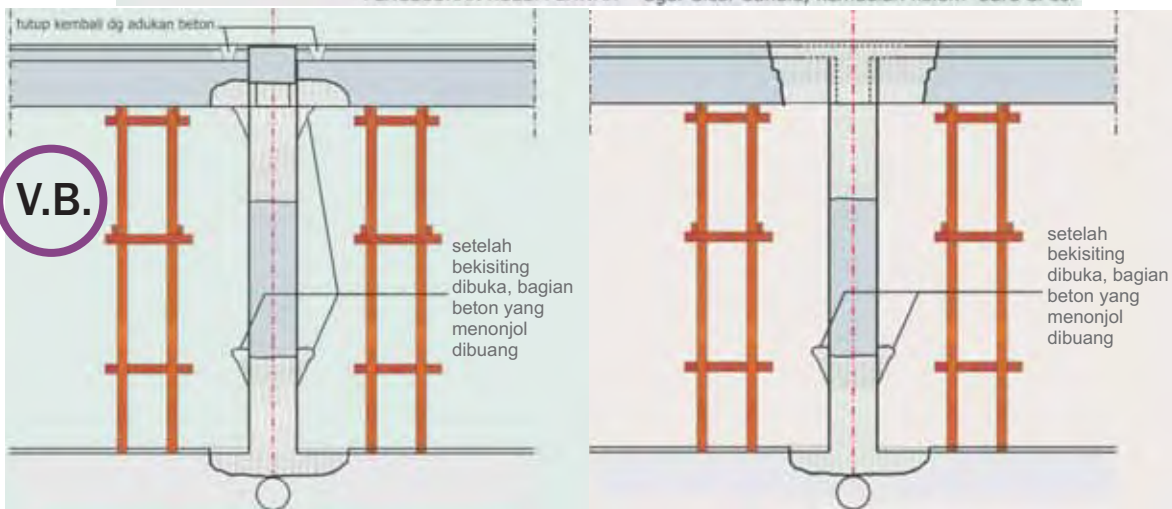 tutup kembali dg adukan beton
V.B.
setelah
bekisiting
dibuka, bagian
beton yang
menonjol
dibuang
setelah
bekisiting
dibuka, bagian
beton yang
menonjol
dibuang